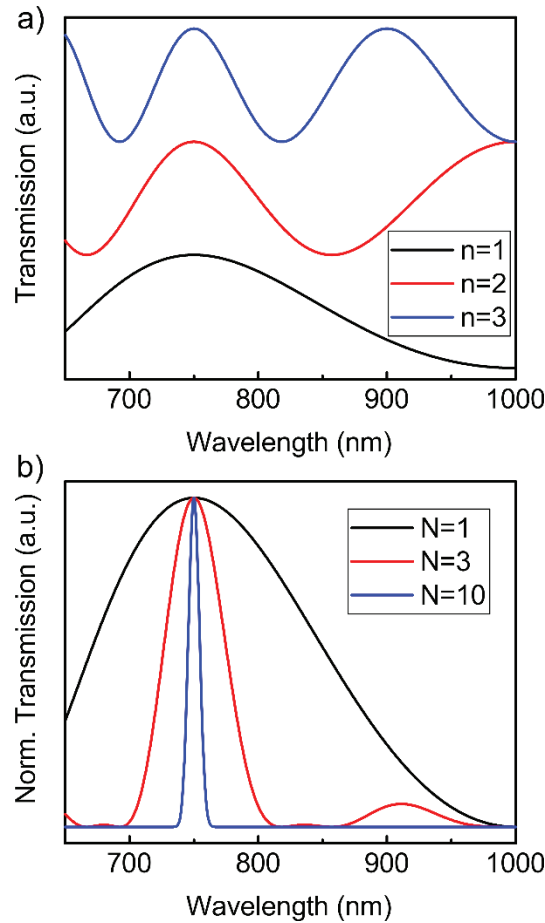 a)
Transmission (a.u.)
n=1
n=2
n=3
700 800 900 1000
Wavelength (nm)
b)
Norm. Transmission (a.u.)
N=1
N=3
N=10
700 800 900 1000
Wavelength (nm)